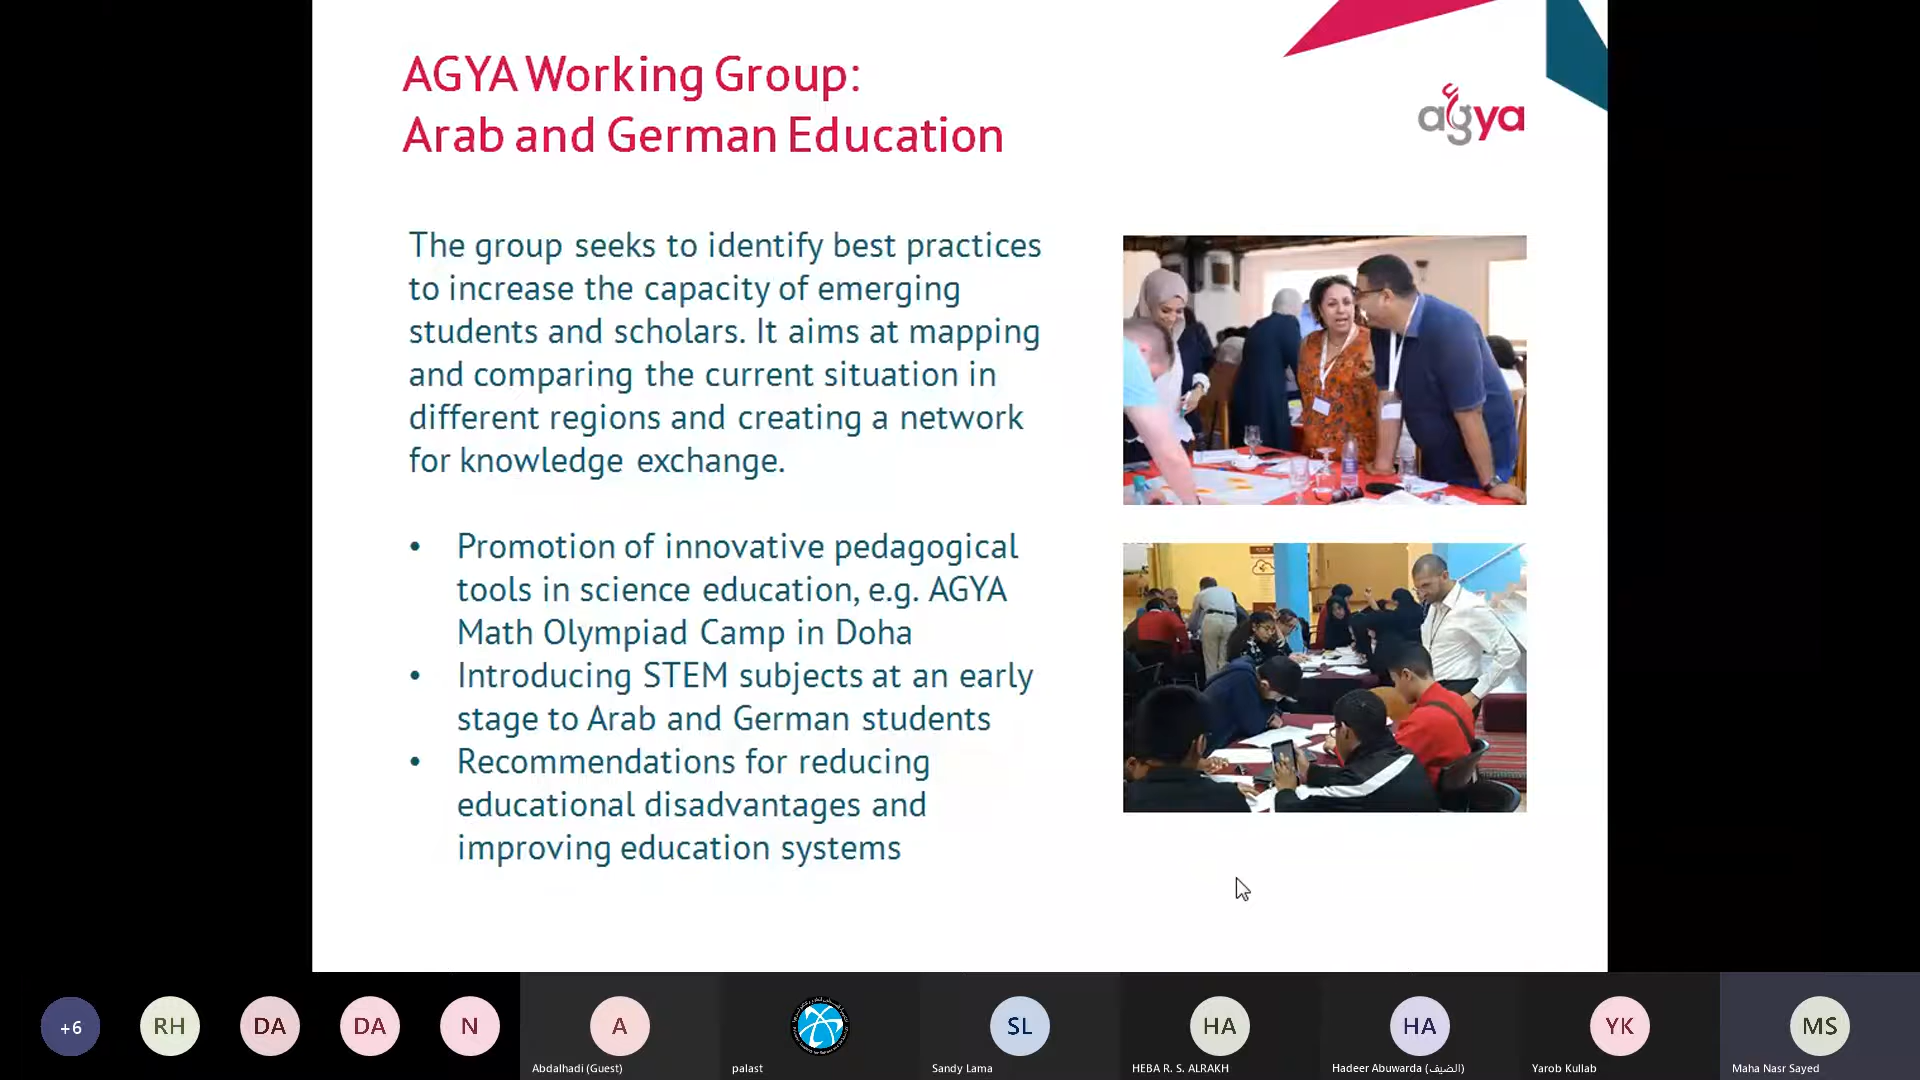 AGYA Working Group:
Arab and German Education
agya
The group seeks to identify best practices
to increase the capacity of emerging
students and scholars. It aims at mapping
and comparing the current situation in
different regions and creating a network
for knowledge exchange.
• Promotion of innovative pedagogical
tools in science education, e.g. AGYA
Math Olympiad Camp in Doha
• Introducing STEM subjects at an early
stage to Arab and German students
• Recommendations for reducing
educational disadvantages and
improving education systems
+6
RH
DA
DA
N
A
SL
HA
HA
YK
MS
Abdalhadi (Guest)
palast
Sandy Lama
HEBA R. S. ALRAKH
Hadeer Abuwarda (الضيف)
Yarob Kullab
Maha Nasr Sayed